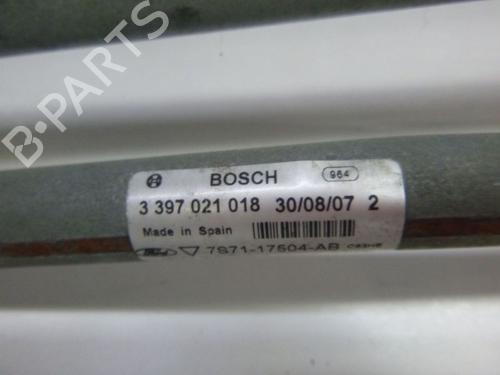 B-PARTS
BOSCH
964
3 397 021 018 30/08/07 2
Made in Spain
7S71-17504-AB